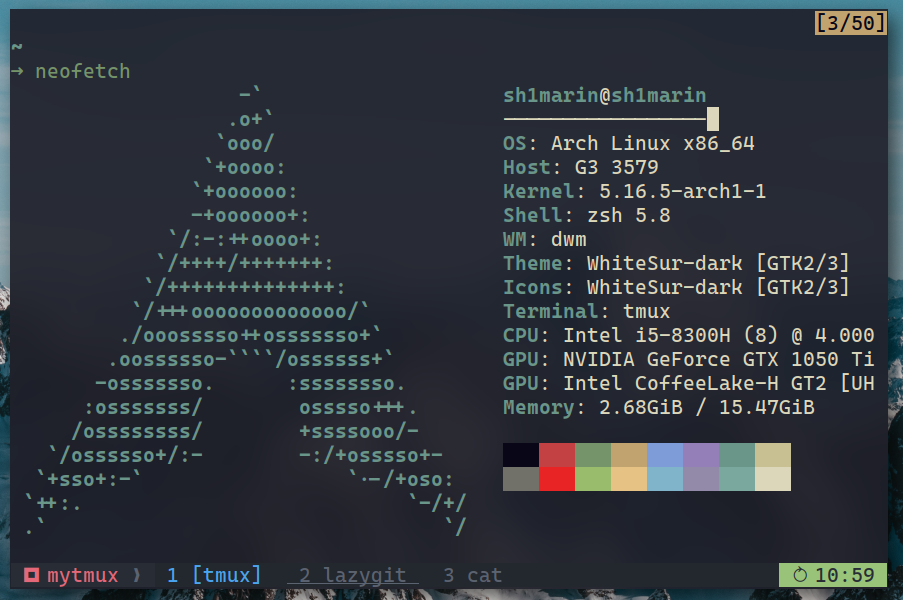 [3/50]
~
→ neofetch
-`
.o+`
`ooo/
`+oooo:
`+oooooo:
-+oooooo+:
`/:-:++oooo+:
`/++++/+++++++:
`/++++++++++++++:
`/+++ooooooooooooo/`
./ooosssso++osssssso+`
.oossssso-````/ossssss+`
-osssssso.      :ssssssso.
:osssssss/        osssso+++.
/ossssssss/        +ssssooo/-
`/ossssso+/:-        -:/+osssso+-
`+sso+:-`                 `.-/+oso:
`++:.                           `-/+/
.`                                 `/
sh1marin@sh1marin
-----------------
OS: Arch Linux x86_64
Host: G3 3579
Kernel: 5.16.5-arch1-1
Shell: zsh 5.8
WM: dwm
Theme: WhiteSur-dark [GTK2/3]
Icons: WhiteSur-dark [GTK2/3]
Terminal: tmux
CPU: Intel i5-8300H (8) @ 4.000
GPU: NVIDIA GeForce GTX 1050 Ti
GPU: Intel CoffeeLake-H GT2 [UH
Memory: 2.68GiB / 15.47GiB
mytmux ⟩ 1 [tmux] 2 lazygit 3 cat 10:59